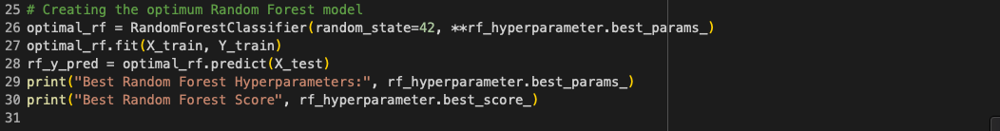 25 # Creating the optimum Random Forest model
26 optimal_rf = RandomForestClassifier(random_state=42, **rf_hyperparameter.best_params_)
27 optimal_rf.fit(X_train, Y_train)
28 rf_y_pred = optimal_rf.predict(X_test)
29 print("Best Random Forest Hyperparameters:", rf_hyperparameter.best_params_)
30 print("Best Random Forest Score", rf_hyperparameter.best_score_)
31